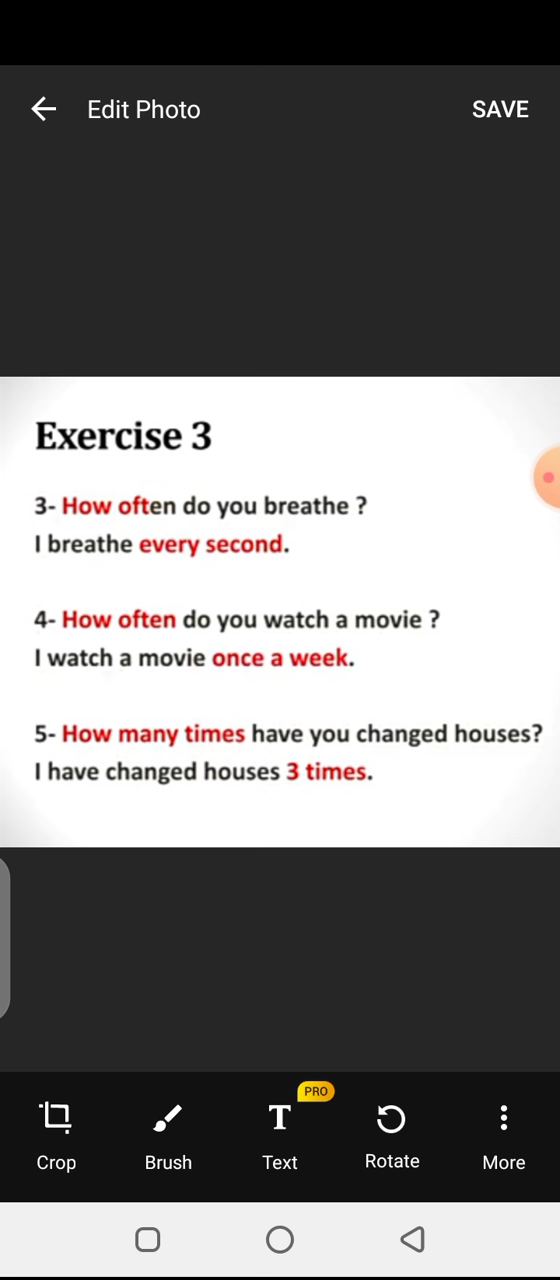 Edit Photo
SAVE
Exercise 3
3- How often do you breathe ?
I breathe every second.
4- How often do you watch a movie ?
I watch a movie once a week.
5- How many times have you changed houses?
I have changed houses 3 times.
PRO
T
Crop
Brush
Text
Rotate
More